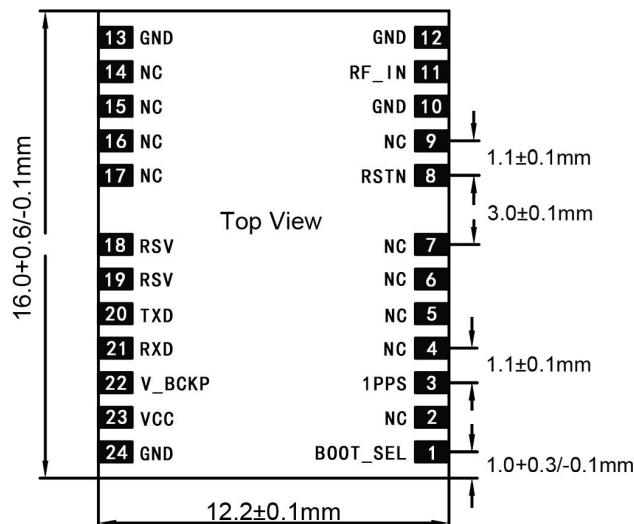 13 GND GND 12
14 NC RF_IN 11
15 NC GND 10
16 NC NC 9
1.1±0.1mm
17 NC RSTN 8
3.0±0.1mm
Top View
18 RSV NC 7
19 RSV NC 6
20 TXD NC 5
21 RXD NC 4
1.1±0.1mm
22 V_BCKP 1PPS 3
23 VCC NC 2
24 GND BOOT_SEL 1
1.0+0.3/-0.1mm
16.0+0.6/-0.1mm
12.2±0.1mm